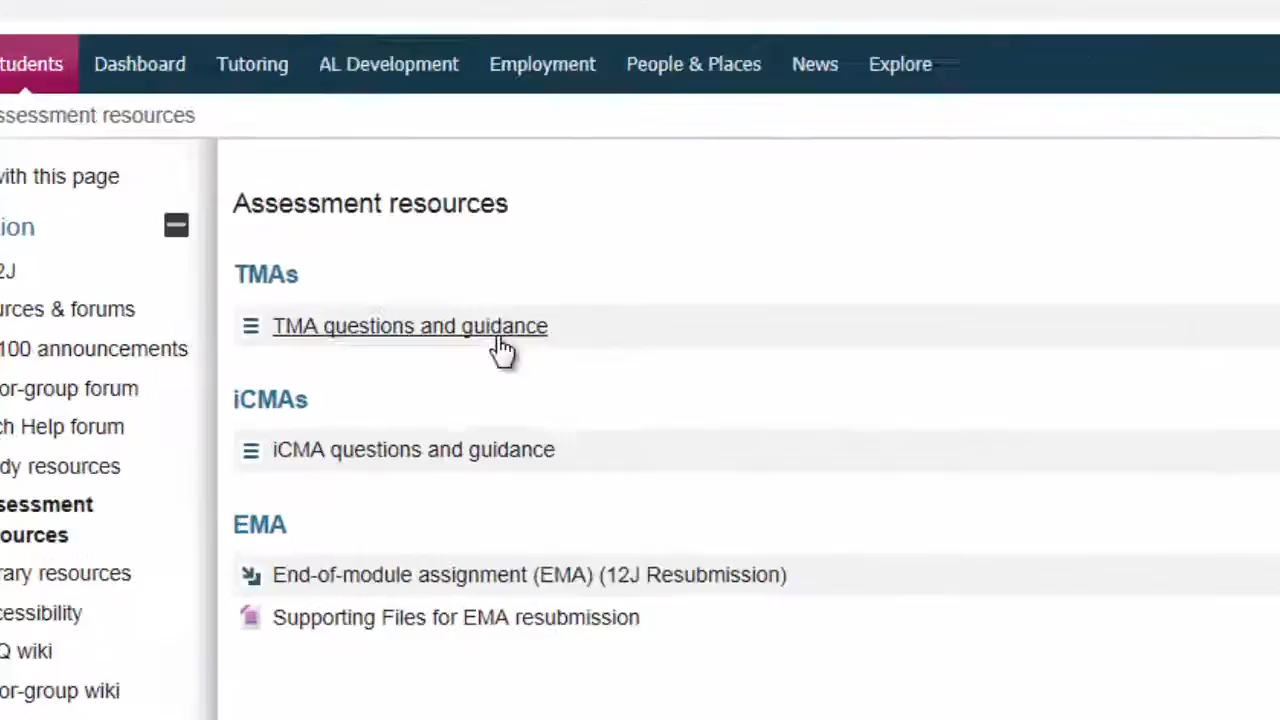 tudents Dashboard Tutoring AL Development Employment People & Places News Explore
ssessment resources
with this page
ion
2J
urces & forums
100 announcements
or-group forum
ch Help forum
dy resources
sessment
ources
rary resources
cessibility
Q wiki
or-group wiki
Assessment resources
TMAs
TMA questions and guidance
iCMAs
iCMA questions and guidance
EMA
End-of-module assignment (EMA) (12J Resubmission)
Supporting Files for EMA resubmission